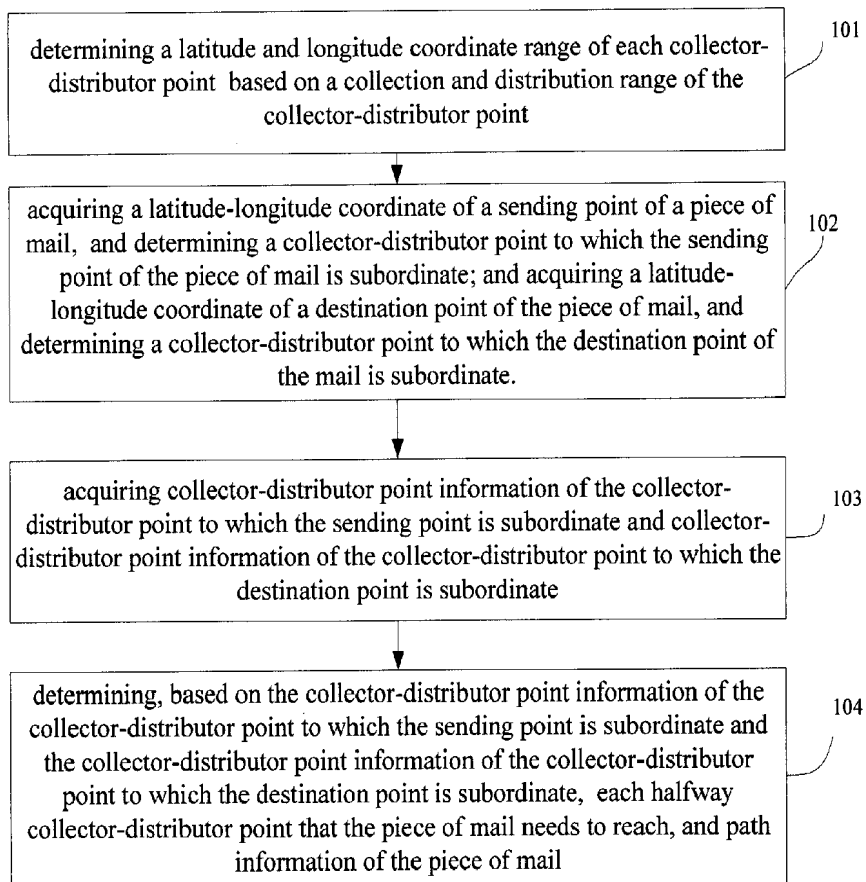 determining a latitude and longitude coordinate range of each collector-
distributor point based on a collection and distribution range of the
collector-distributor point
101
acquiring a latitude-longitude coordinate of a sending point of a piece of
mail, and determining a collector-distributor point to which the sending
point of the piece of mail is subordinate; and acquiring a latitude-
longitude coordinate of a destination point of the piece of mail, and
determining a collector-distributor point to which the destination point of
the mail is subordinate.
102
acquiring collector-distributor point information of the collector-
distributor point to which the sending point is subordinate and collector-
distributor point information of the collector-distributor point to which the
destination point is subordinate
103
determining, based on the collector-distributor point information of the
collector-distributor point to which the sending point is subordinate and
the collector-distributor point information of the collector-distributor
point to which the destination point is subordinate, each halfway
collector-distributor point that the piece of mail needs to reach, and path
information of the piece of mail
104